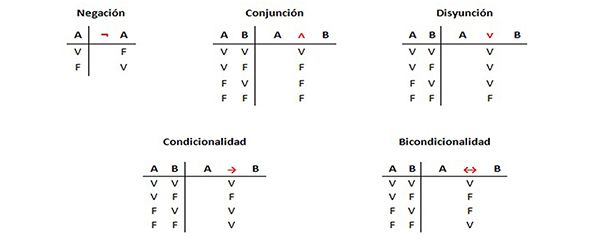 Negación
A ¬ A
V F
F V
Conjunción
A B A ∧ B
V V V
V F F
F V F
F F F
Disyunción
A B A ∨ B
V V V
V F V
F V V
F F F
Condicionalidad
A B A → B
V V V
V F F
F V V
F F V
Bicondicionalidad
A B A ↔ B
V V V
V F F
F V F
F F V